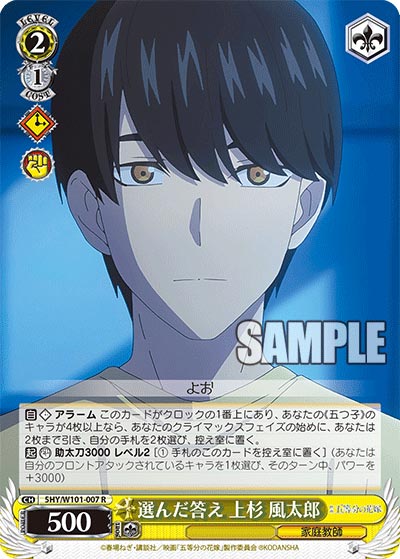 LEVEL
2
1
COST
SAMPLE
よお
【自】 アラーム このカードがクロックの1番上にあり、あなたの《五つ子》の
キャラが4枚以上なら、あなたのクライマックスフェイズの始めに、あなた
は2枚まで引き、自分の手札を2枚選び、控え室に置く。
【起】 助太刀3000 レベル2 [① 手札のこのカードを控え室に置く] (あなたは
自分のフロントアタックされているキャラを1枚選び、そのターン中、パワーを
+3000)
CH 5HY/W101-007 R
500
選んだ答え 上杉 風太郎
五等分の花嫁
家庭教師
©春場ねぎ・講談社／映画「五等分の花嫁」製作委員会 ©KODANSHA